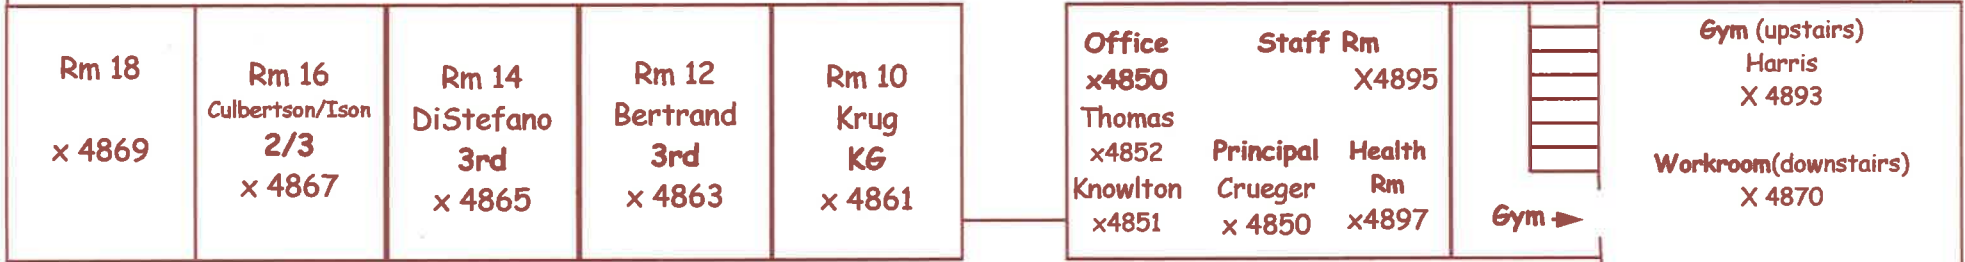 Rm 18
x 4869
Rm 16
Culbertson/Ison
2/3
x 4867
Rm 14
DiStefano
3rd
x 4865
Rm 12
Bertrand
3rd
x 4863
Rm 10
Krug
KG
x 4861
Office
x4850
Thomas
x4852
Knowlton
x4851
Staff Rm
X4895
Principal
Crueger
x 4850
Health
Rm
x4897
Gym
Gym (upstairs)
Harris
X 4893
Workroom(downstairs)
X 4870